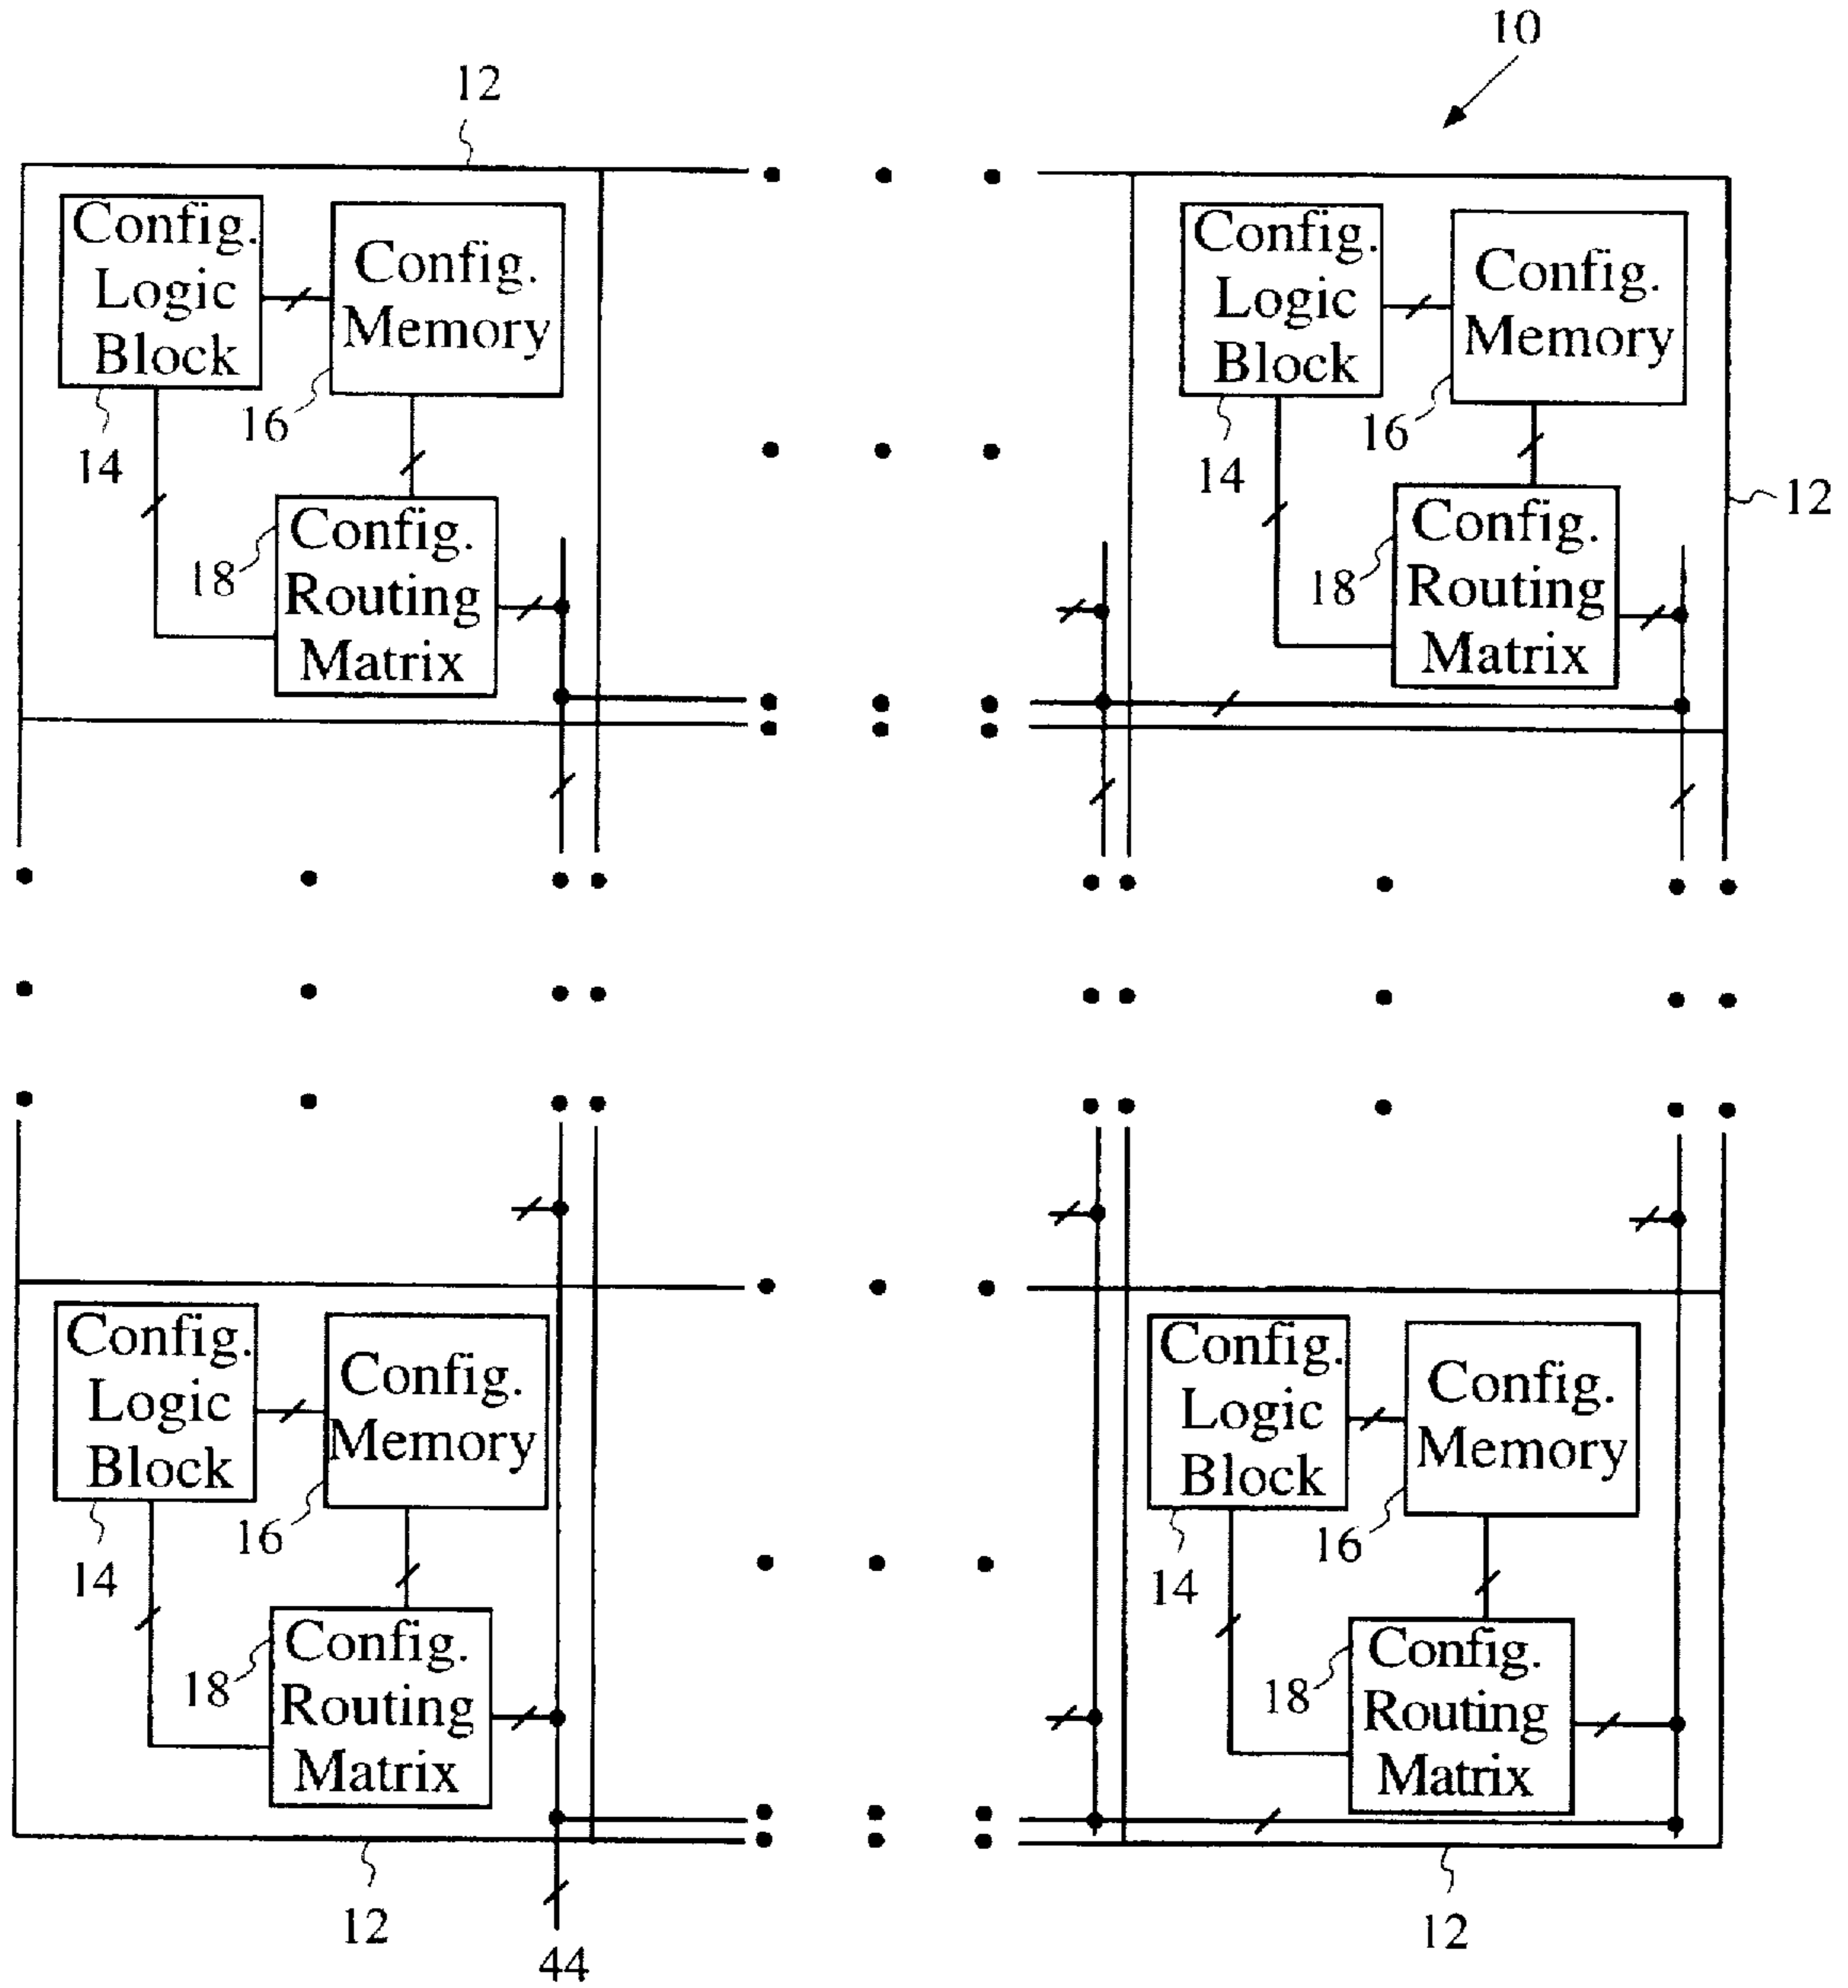 10
12
Config.
Logic
Block
Config.
Memory
14
16
Config.
Routing
Matrix
18
Config.
Logic
Block
Config.
Memory
14
16
12
Config.
Routing
Matrix
18
Config.
Logic
Block
Config.
Memory
14
16
Config.
Routing
Matrix
18
Config.
Logic
Block
Config.
Memory
14
16
Config.
Routing
Matrix
18
12
12
44